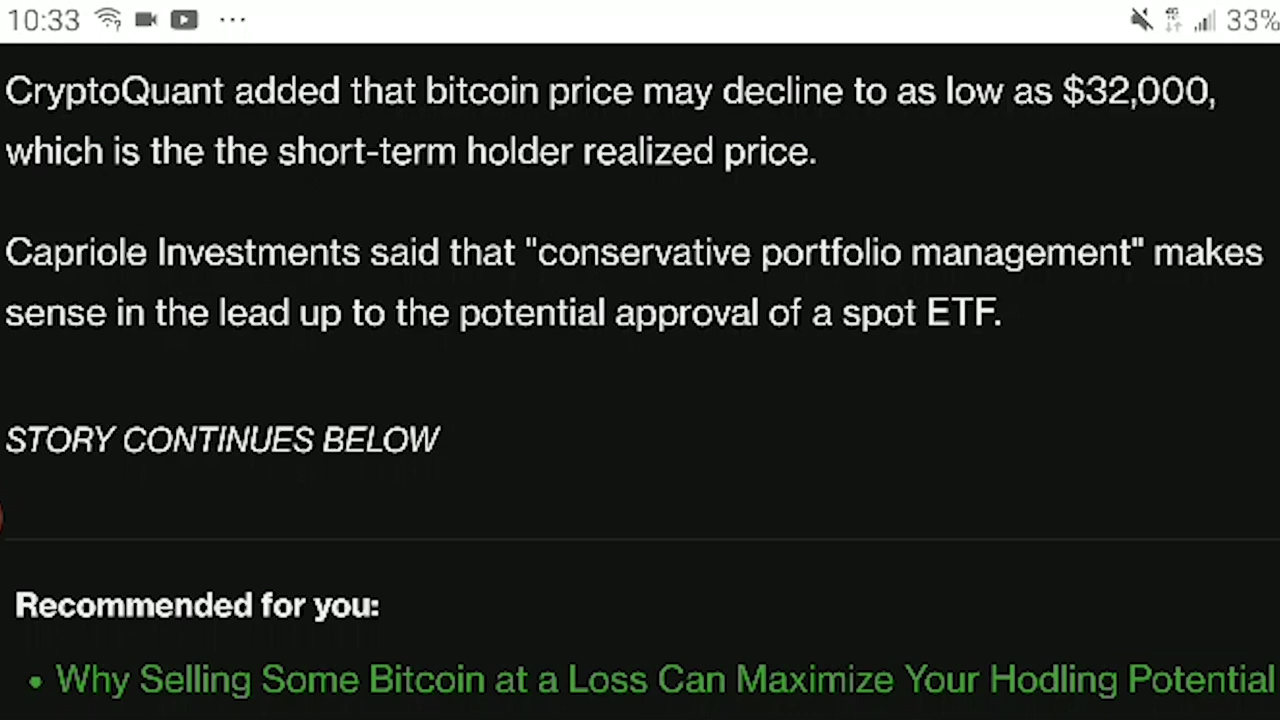 10:33 33%
CryptoQuant added that bitcoin price may decline to as low as $32,000,
which is the the short-term holder realized price.
Capriole Investments said that "conservative portfolio management" makes
sense in the lead up to the potential approval of a spot ETF.
STORY CONTINUES BELOW
Recommended for you:
• Why Selling Some Bitcoin at a Loss Can Maximize Your Hodling Potential